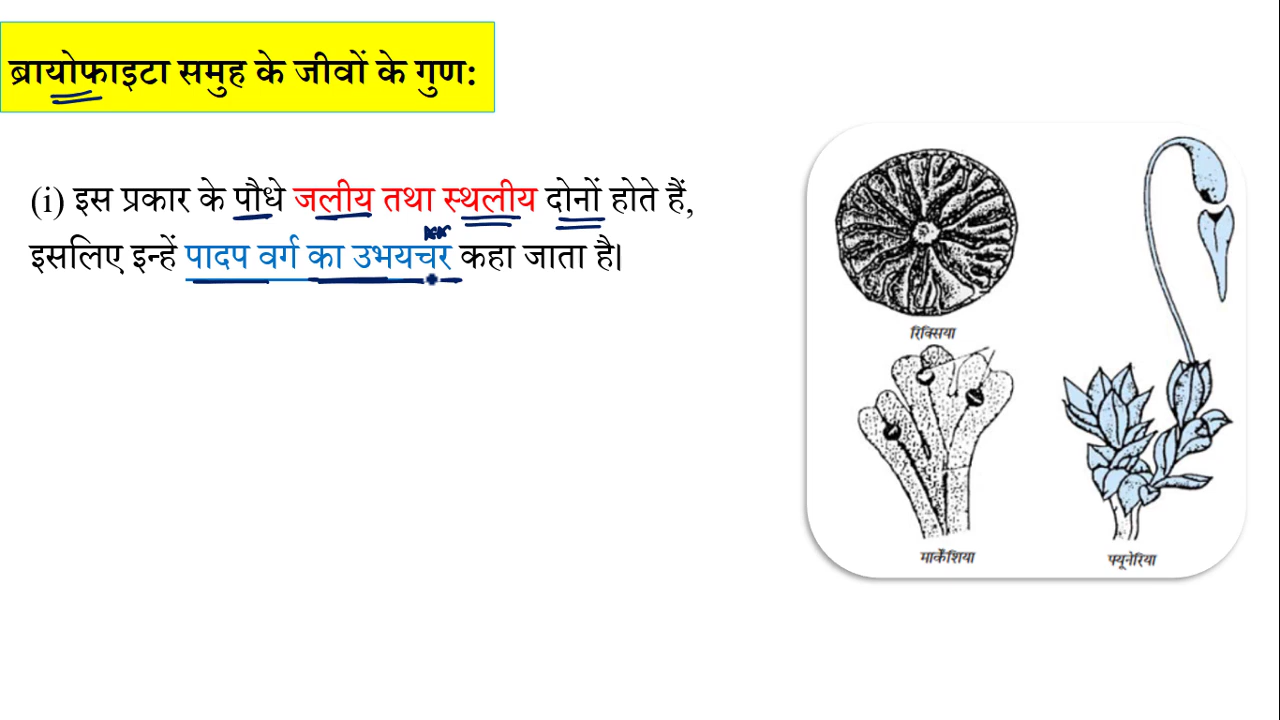 ब्रायोफाइटा समुह के जीवों के गुण:
(i) इस प्रकार के पौधे जलीय तथा स्थलीय दोनों होते हैं,
इसलिए इन्हें पादप वर्ग का उभयचर कहा जाता है।
रिक्सिया
मार्केंशिया
फ्यूनेरिया